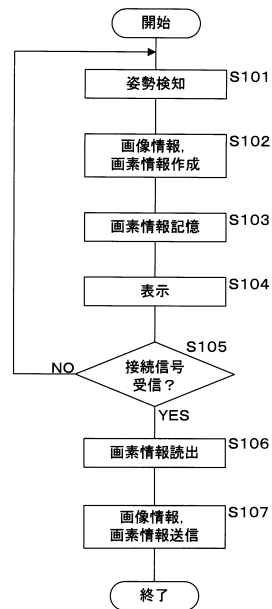 開始
姿勢検知
S101
画像情報,
画素情報作成
S102
画素情報記憶
S103
表示
S104
接続信号
受信？
S105
NO
YES
画素情報読出
S106
画像情報,
画素情報送信
S107
終了